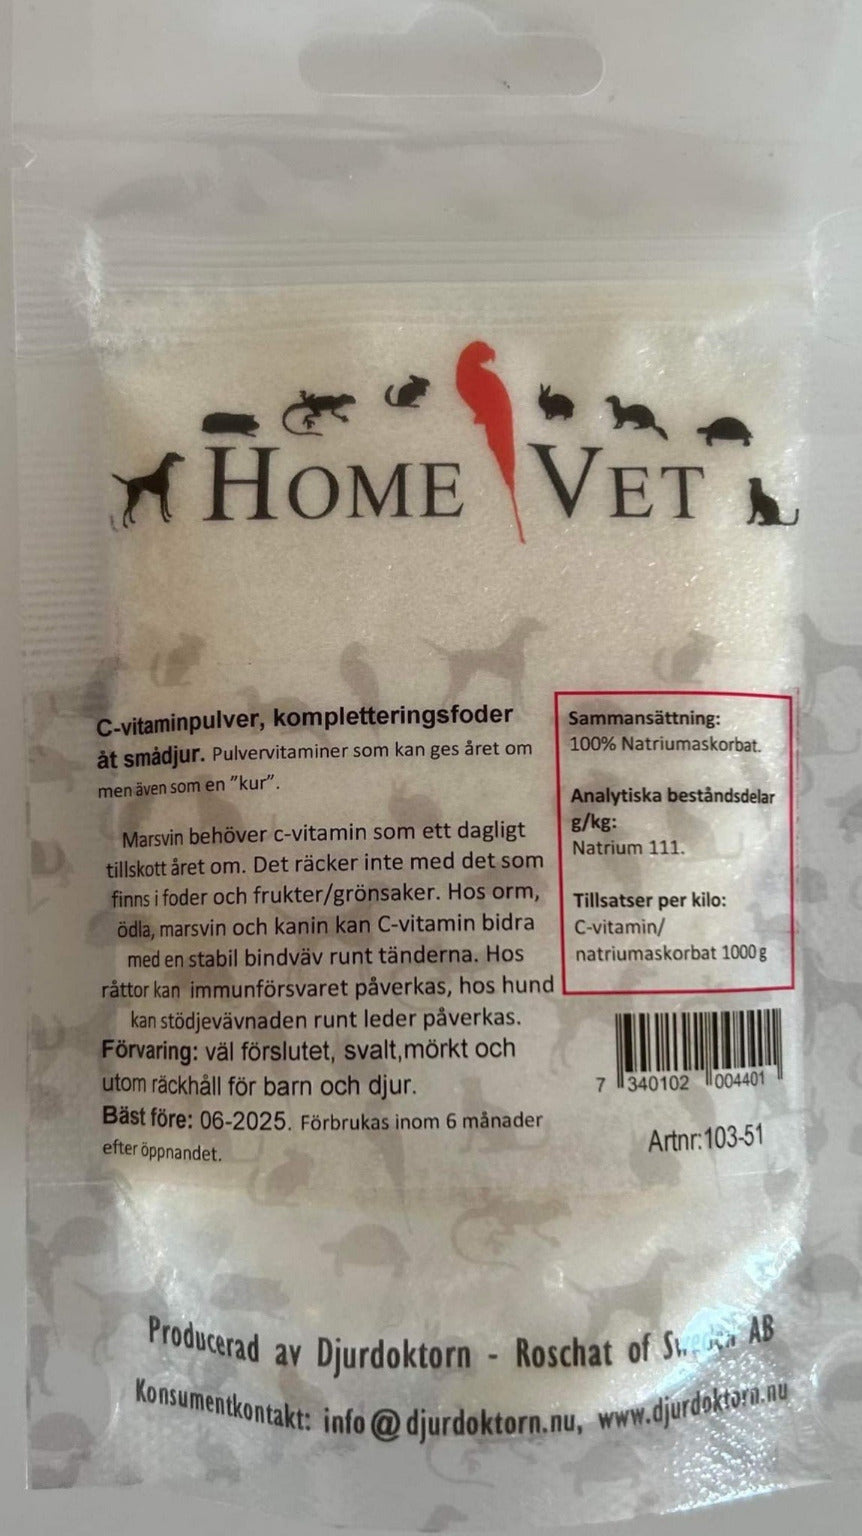 HOME VET
C-vitaminpulver, kompletteringsfoder
åt smådjur. Pulvervitaminer som kan ges året om
men även som en ”kur”.
Marsvin behöver c-vitamin som ett dagligt
tillskott året om. Det räcker inte med det som
finns i foder och frukter/grönsaker. Hos orm,
ödla, marsvin och kanin kan C-vitamin bidra
med en stabil bindväv runt tänderna. Hos
råttor kan immunförsvaret påverkas, hos hund
kan stödjevävnaden runt leder påverkas.
Förvaring: väl förslutet, svalt,mörkt och
utom räckhåll för barn och djur.
Bäst före: 06-2025. Förbrukas inom 6 månader
efter öppnandet.
Sammansättning:
100% Natriumaskorbat.
Analytiska beståndsdelar
g/kg:
Natrium 111.
Tillsatser per kilo:
C-vitamin/
natriumaskorbat 1000 g
7 340102 004401
Artnr:103-51
Producerad av Djurdoktorn - Roschat of Sweden AB
Konsumentkontakt: info@djurdoktorn.nu, www.djurdoktorn.nu